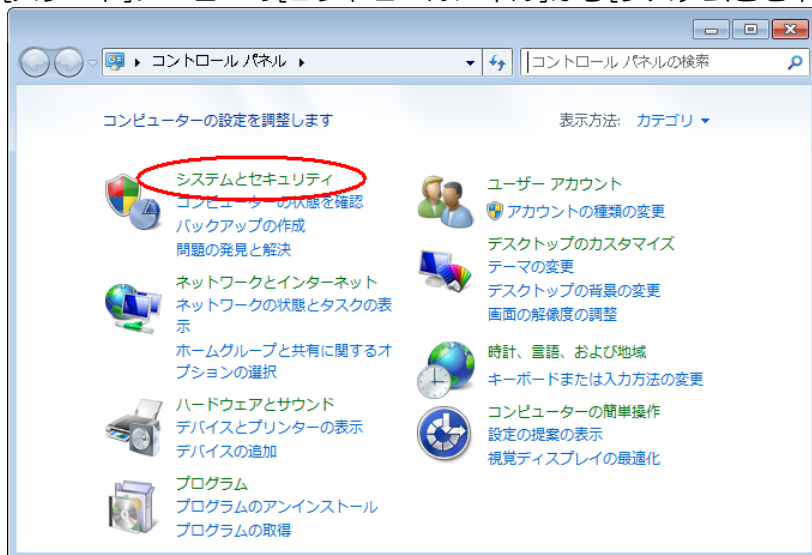 コントロール パネル
コントロール パネルの検索
コンピューターの設定を調整します
表示方法: カテゴリ
システムとセキュリティ
コンピューターの状態を確認
バックアップの作成
問題の発見と解決
ネットワークとインターネット
ネットワークの状態とタスクの表
示
ホームグループと共有に関するオ
プションの選択
ハードウェアとサウンド
デバイスとプリンターの表示
デバイスの追加
プログラム
プログラムのアンインストール
プログラムの取得
ユーザー アカウント
アカウントの種類の変更
デスクトップのカスタマイズ
テーマの変更
デスクトップの背景の変更
画面の解像度の調整
時計、言語、および地域
キーボードまたは入力方法の変更
コンピューターの簡単操作
設定の提案の表示
視覚ディスプレイの最適化